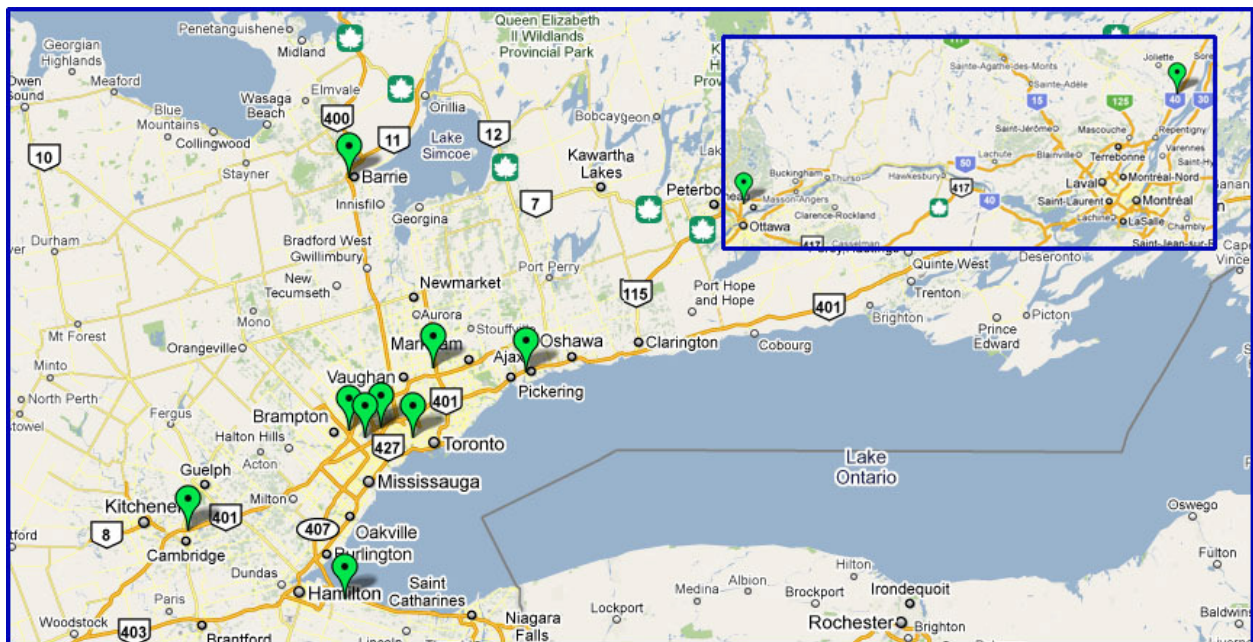 Penetanguishene
Midland
Queen Elizabeth
II Wildlands
Provincial Park
Georgian
Highlands
Meaford
Owen
Sound
Wasaga
Beach
Elmvale
Orillia
Blue
Mountains
Collingwood
400
11
Lake
Simcoe
12
Bobcaygeon
10
Stayner
Barrie
Kawartha
Lakes
7
Innisfil
Georgina
Durham
Bradford West
Gwillimbury
Port Perry
New
Tecumseth
Newmarket
115
Port Hope
and Hope
401
Quinte West
Deseronto
Trenton
Brighton
Prince
Edward
Picton
Cobourg
Clarington
Oshawa
Ajax
Pickering
Aurora
Stouffville
Mono
Mt Forest
Orangeville
Minto
North Perth
Vaughan
Brampton
401
Fergus
Halton Hills
Acton
427
Toronto
Guelph
Mississauga
Lake
Ontario
Kitchener
Milton
401
8
407
Oakville
Cambridge
Burlington
Dundas
Hamilton
Saint
Catharines
Paris
Woodstock
403
Brantford
Niagara
Falls
Lockport
Medina
Albion
Brockport
Hilton
Irondequoit
Rochester
Brighton
Oswego
Fulton
Joliette
Sainte-Agathe-des-Monts
Sainte-Adèle
15
125
40
30
Saint-Jérôme
Mascouche
Repentigny
Terrebonne
Varennes
Blainville
Lachute
50
Buckingham
Thurso
Hawkesbury
417
40
Masson-Angers
Clarence-Rockland
Ottawa
417
Casselman
Laval
Montréal-Nord
Saint-Laurent
Montréal
Lachine
LaSalle
Chambly